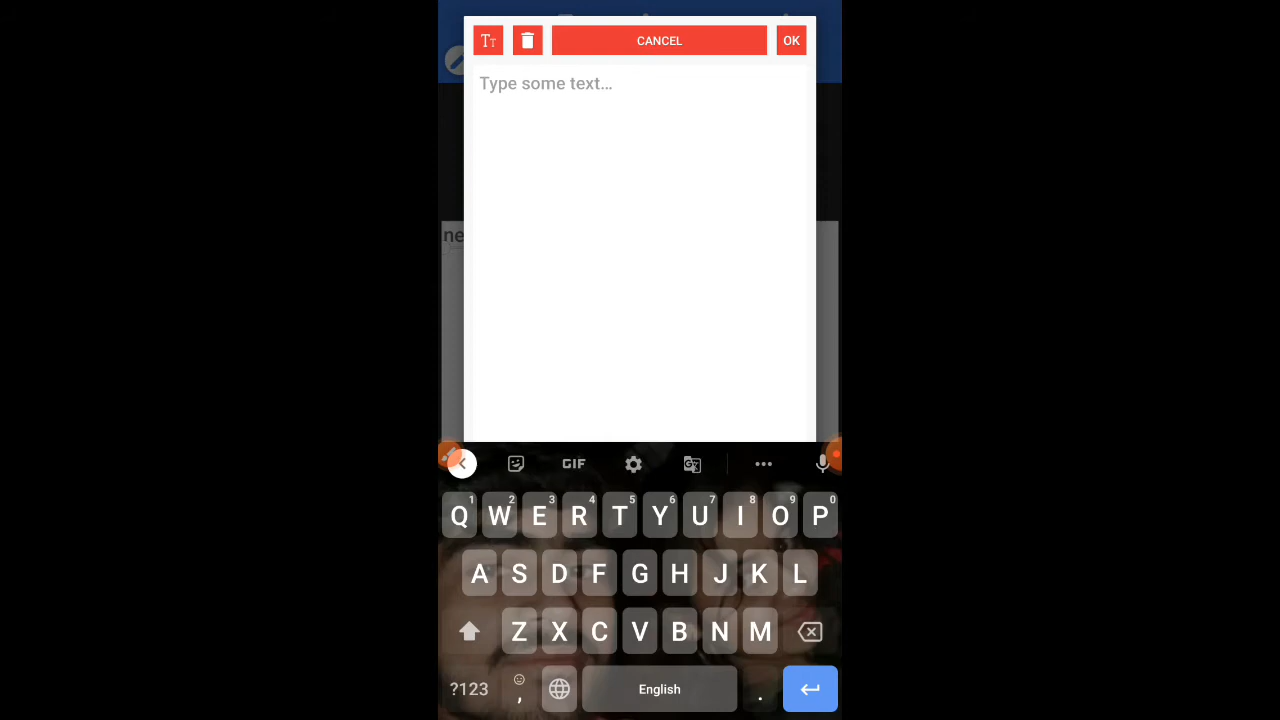 Tт CANCEL OK
Type some text...
ne
GIF
1 2 3 4 5 6 7 8 9 0
Q W E R T Y U I O P
A S D F G H J K L
Z X C V B N M
?123 , English .